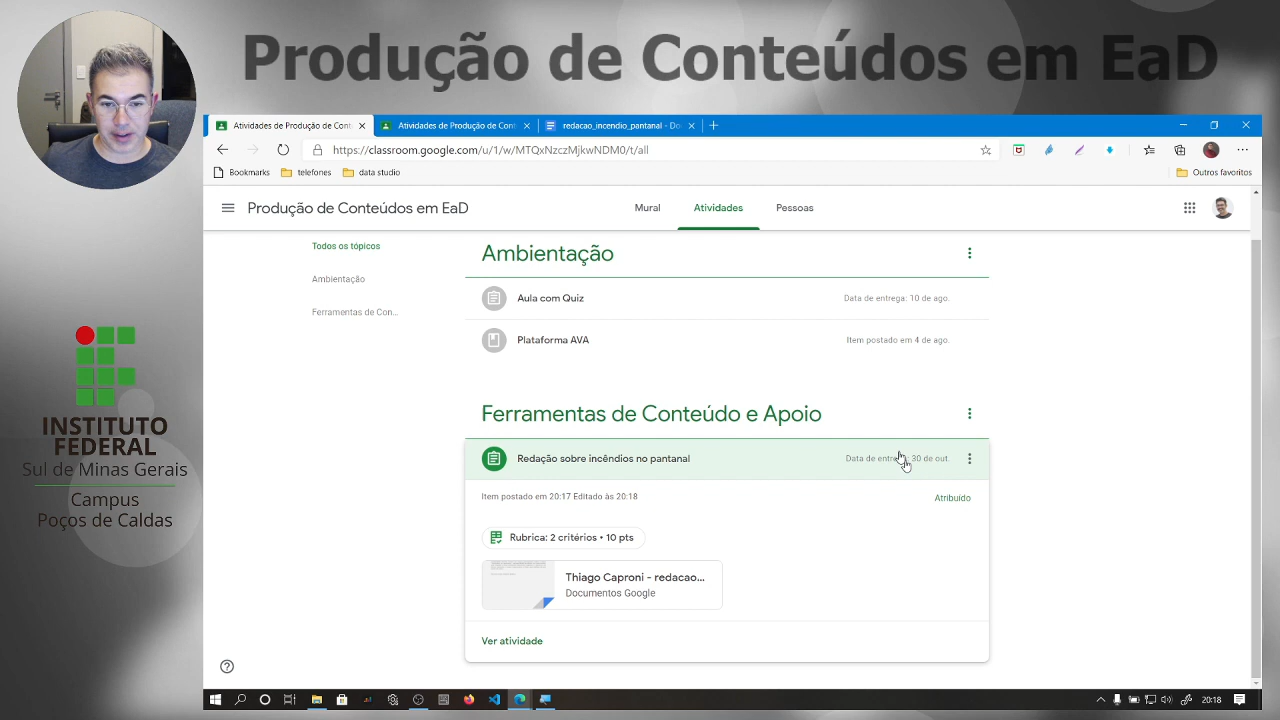 Produção de Conteúdos em EaD
Atividades de Produção de Cont
Atividades de Produção de Cont
redacao_incendio_pantanal - Do
https://classroom.google.com/u/1/w/MTQxNzczMjkwNDM0/t/all
Bookmarks
telefones
data studio
Outros favoritos
Produção de Conteúdos em EaD
Mural
Atividades
Pessoas
Todos os tópicos
Ambientação
Ferramentas de Con...
Ambientação
Aula com Quiz
Data de entrega: 10 de ago.
Plataforma AVA
Item postado em 4 de ago.
Ferramentas de Conteúdo e Apoio
Redação sobre incêndios no pantanal
Data de entrega: 30 de out.
Item postado em 20:17 Editado às 20:18
Atribuído
Rubrica: 2 critérios • 10 pts
Thiago Caproni - redacao...
Documentos Google
Ver atividade
INSTITUTO
FEDERAL
Sul de Minas Gerais
Campus
Poços de Caldas
20:18